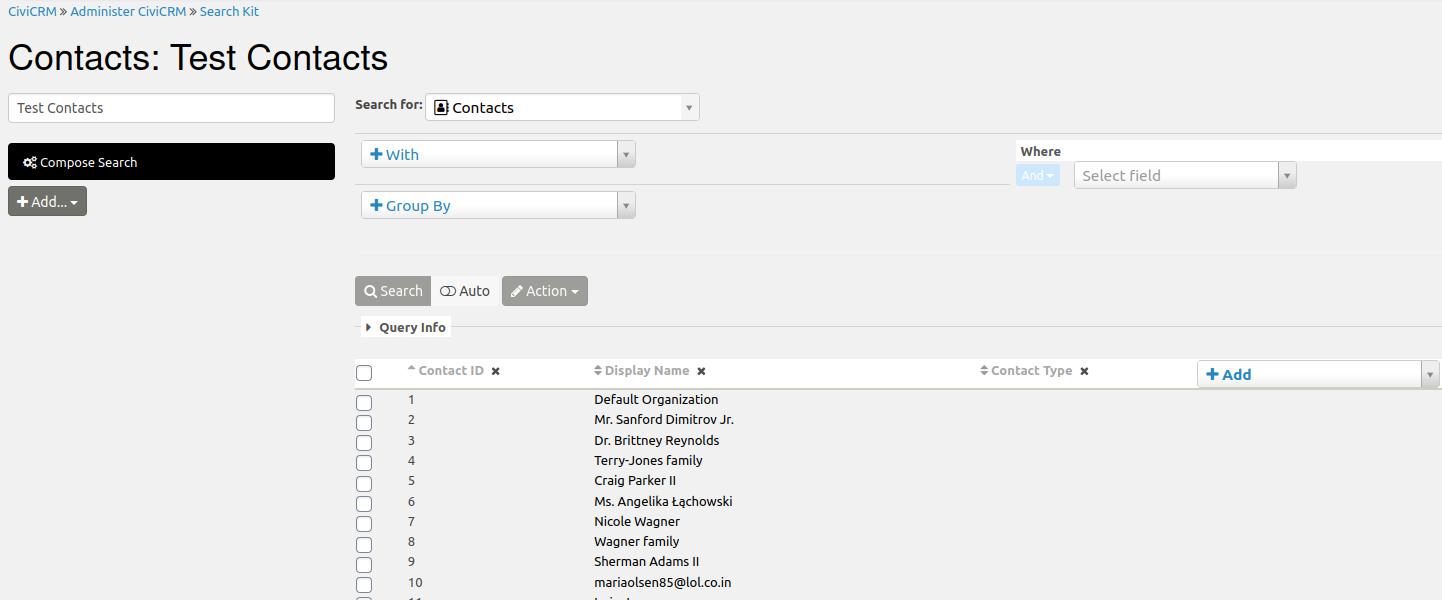 CiviCRM » Administer CiviCRM » Search Kit
Contacts: Test Contacts
Test Contacts
Compose Search
Add...
Search for: Contacts
With
Group By
Where
And Select field
Search Auto Action
Query Info
Contact ID Display Name Contact Type Add
1 Default Organization
2 Mr. Sanford Dimitrov Jr.
3 Dr. Brittney Reynolds
4 Terry-Jones family
5 Craig Parker II
6 Ms. Angelika Łąchowski
7 Nicole Wagner
8 Wagner family
9 Sherman Adams II
10 mariaolsen85@lol.co.in